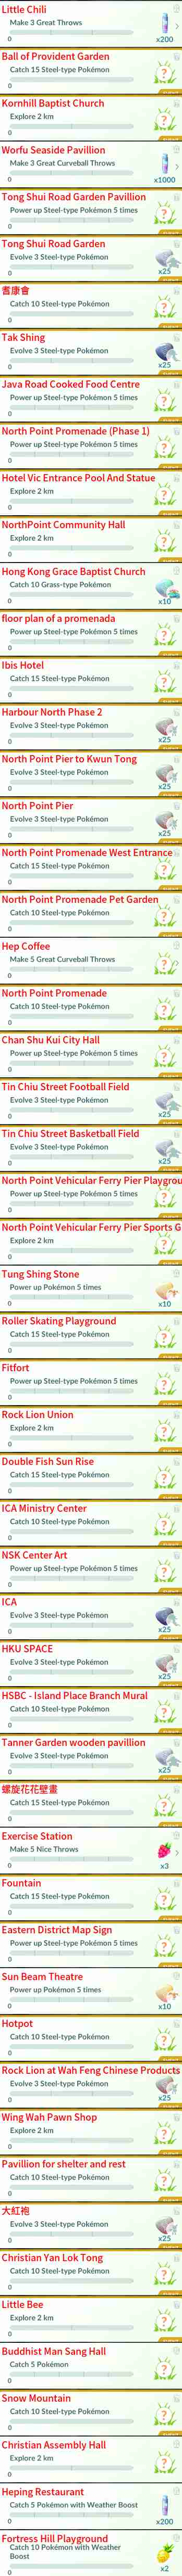 Little Chili
Make 3 Great Throws
0
x200
Ball of Provident Garden
Catch 15 Steel-type Pokémon
0
Kornhill Baptist Church
Explore 2 km
0
Worfu Seaside Pavillion
Make 3 Great Curveball Throws
0
x1000
Tong Shui Road Garden Pavillion
Power up Steel-type Pokémon 5 times
0
Tong Shui Road Garden
Evolve 3 Steel-type Pokémon
0
x25
耆康會
Catch 10 Steel-type Pokémon
0
Tak Shing
Evolve 3 Steel-type Pokémon
0
x25
Java Road Cooked Food Centre
Power up Steel-type Pokémon 5 times
0
North Point Promenade (Phase 1)
Power up Steel-type Pokémon 5 times
0
Hotel Vic Entrance Pool And Statue
Explore 2 km
0
NorthPoint Community Hall
Explore 2 km
0
Hong Kong Grace Baptist Church
Catch 10 Grass-type Pokémon
0
x10
floor plan of a promenada
Power up Steel-type Pokémon 5 times
0
Ibis Hotel
Catch 15 Steel-type Pokémon
0
Harbour North Phase 2
Evolve 3 Steel-type Pokémon
0
x25
North Point Pier to Kwun Tong
Evolve 3 Steel-type Pokémon
0
x25
North Point Pier
Evolve 3 Steel-type Pokémon
0
x25
North Point Promenade West Entrance
Catch 15 Steel-type Pokémon
0
North Point Promenade Pet Garden
Catch 10 Steel-type Pokémon
0
Hep Coffee
Make 5 Great Curveball Throws
0
North Point Promenade
Catch 10 Steel-type Pokémon
0
Chan Shu Kui City Hall
Power up Steel-type Pokémon 5 times
0
Tin Chiu Street Football Field
Evolve 3 Steel-type Pokémon
0
x25
Tin Chiu Street Basketball Field
Evolve 3 Steel-type Pokémon
0
x25
North Point Vehicular Ferry Pier Playgrou
Power up Steel-type Pokémon 5 times
0
North Point Vehicular Ferry Pier Sports G
Explore 2 km
0
Tung Shing Stone
Power up Pokémon 5 times
0
x10
Roller Skating Playground
Catch 15 Steel-type Pokémon
0
Fitfort
Power up Steel-type Pokémon 5 times
0
Rock Lion Union
Explore 2 km
0
Double Fish Sun Rise
Catch 15 Steel-type Pokémon
0
ICA Ministry Center
Catch 10 Steel-type Pokémon
0
NSK Center Art
Power up Steel-type Pokémon 5 times
0
ICA
Evolve 3 Steel-type Pokémon
0
x25
HKU SPACE
Evolve 3 Steel-type Pokémon
0
x25
HSBC - Island Place Branch Mural
Catch 10 Steel-type Pokémon
0
Tanner Garden wooden pavillion
Evolve 3 Steel-type Pokémon
0
x25
螺旋花花壁畫
Catch 15 Steel-type Pokémon
0
Exercise Station
Make 5 Nice Throws
0
x3
Fountain
Catch 15 Steel-type Pokémon
0
Eastern District Map Sign
Power up Steel-type Pokémon 5 times
0
Sun Beam Theatre
Power up Pokémon 5 times
0
x10
Hotpot
Catch 10 Steel-type Pokémon
0
Rock Lion at Wah Feng Chinese Products
Evolve 3 Steel-type Pokémon
0
x25
Wing Wah Pawn Shop
Explore 2 km
0
Pavillion for shelter and rest
Catch 10 Steel-type Pokémon
0
大紅袍
Evolve 3 Steel-type Pokémon
0
x25
Christian Yan Lok Tong
Catch 10 Steel-type Pokémon
0
Little Bee
Explore 2 km
0
Buddhist Man Sang Hall
Catch 5 Pokémon
0
Snow Mountain
Catch 10 Steel-type Pokémon
0
Christian Assembly Hall
Explore 2 km
0
Heping Restaurant
Catch 5 Pokémon with Weather Boost
0
x200
Fortress Hill Playground
Catch 10 Pokémon with Weather
Boost
0
x2